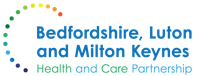 Bedfordshire, Luton
and Milton Keynes
Health and Care Partnership